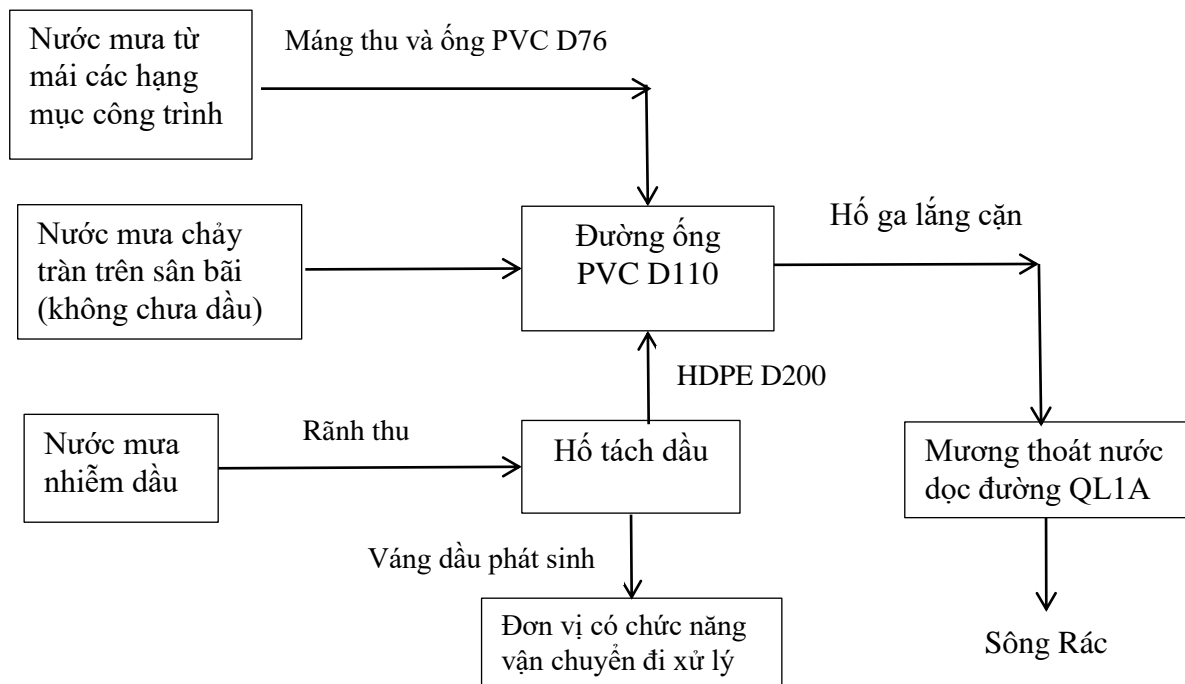 Nước mưa từ
mái các hạng
mục công trình
Máng thu và ống PVC D76
Nước mưa chảy
tràn trên sân bãi
(không chưa dầu)
Đường ống
PVC D110
Hố ga lắng cặn
HDPE D200
Nước mưa
nhiễm dầu
Rãnh thu
Hố tách dầu
Mương thoát nước
dọc đường QL1A
Váng dầu phát sinh
Đơn vị có chức năng
vận chuyển đi xử lý
Sông Rác